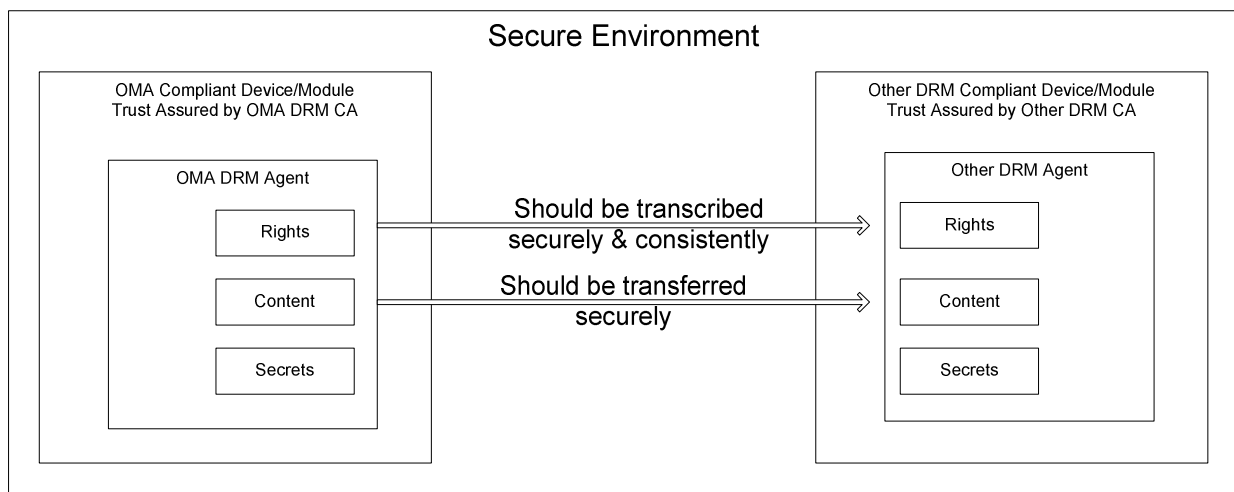 Secure Environment
OMA Compliant Device/Module
Trust Assured by OMA DRM CA
OMA DRM Agent
Rights
Content
Secrets
Should be transcribed
securely & consistently
Should be transferred
securely
Other DRM Compliant Device/Module
Trust Assured by Other DRM CA
Other DRM Agent
Rights
Content
Secrets